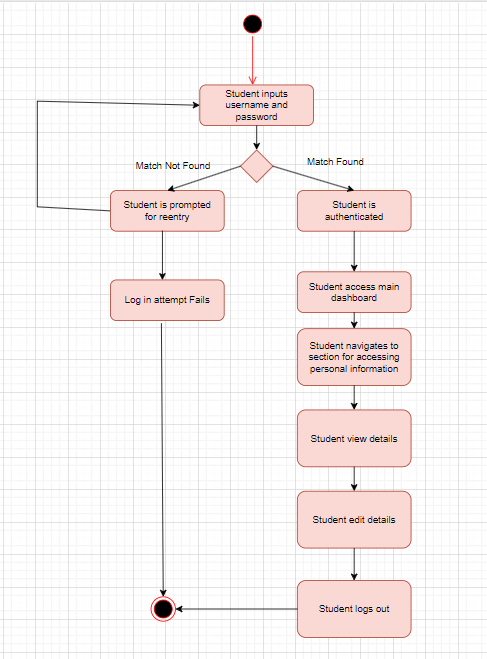 Student inputs
username and
password
Match Not Found
Match Found
Student is prompted
for reentry
Student is
authenticated
Student access main
dashboard
Log in attempt Fails
Student navigates to
section for accessing
personal information
Student view details
Student edit details
Student logs out